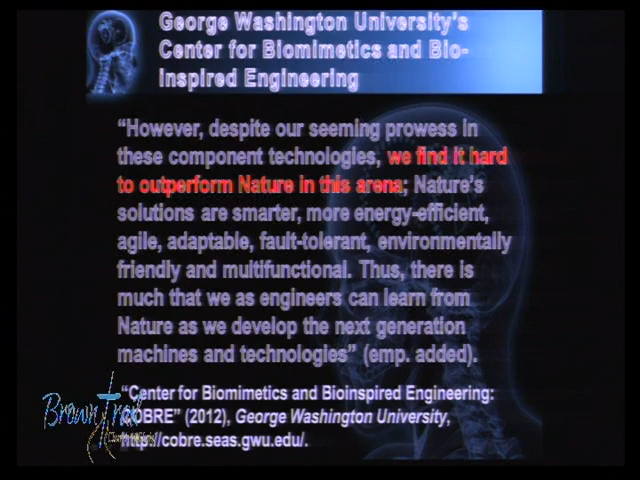 George Washington University's
Center for Biomimetics and Bio-
Inspired Engineering
"However, despite our seeming prowess in
these component technologies, we find it hard
to outperform Nature in this arena; Nature's
solutions are smarter, more energy-efficient,
agile, adaptable, fault-tolerant, environmentally
friendly and multifunctional. Thus, there is
much that we as engineers can learn from
Nature as we develop the next generation
machines and technologies" (emp. added).
"Center for Biomimetics and Bioinspired Engineering:
COBRE" (2012), George Washington University,
http://cobre.seas.gwu.edu/.
Brown Trail